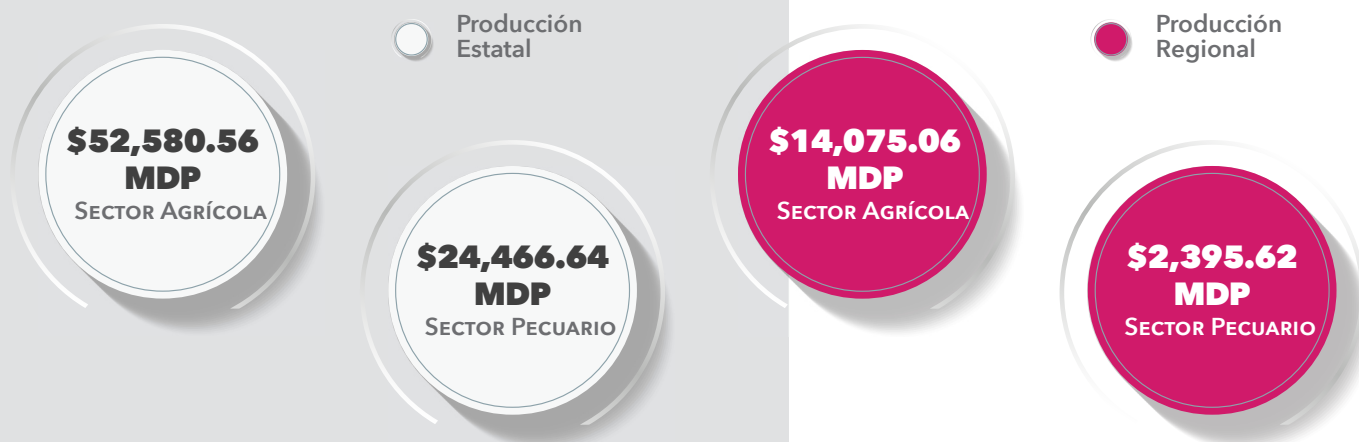 Producción
Estatal
$52,580.56
MDP
Sector Agrícola
$24,466.64
MDP
Sector Pecuario
Producción
Regional
$14,075.06
MDP
Sector Agrícola
$2,395.62
MDP
Sector Pecuario